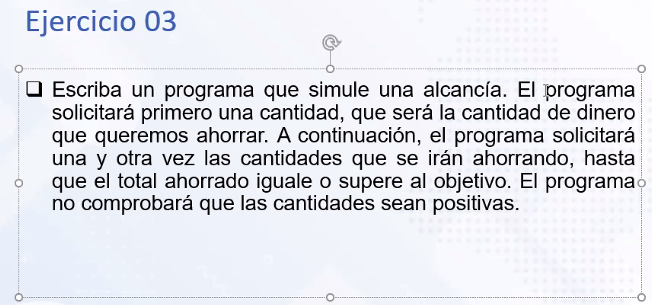 Ejercicio 03
❑ Escriba un programa que simule una alcancía. El programa
solicitará primero una cantidad, que será la cantidad de dinero
que queremos ahorrar. A continuación, el programa solicitará
una y otra vez las cantidades que se irán ahorrando, hasta
que el total ahorrado iguale o supere al objetivo. El programa
no comprobará que las cantidades sean positivas.